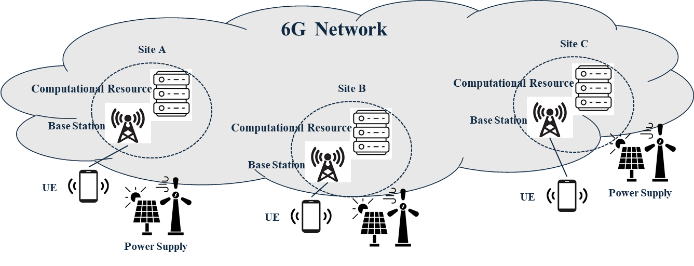 6G Network
Site A
Computational Resource
Base Station
UE
Power Supply
Site B
Computational Resource
Base Station
UE
Site C
Computational Resource
Base Station
UE
Power Supply